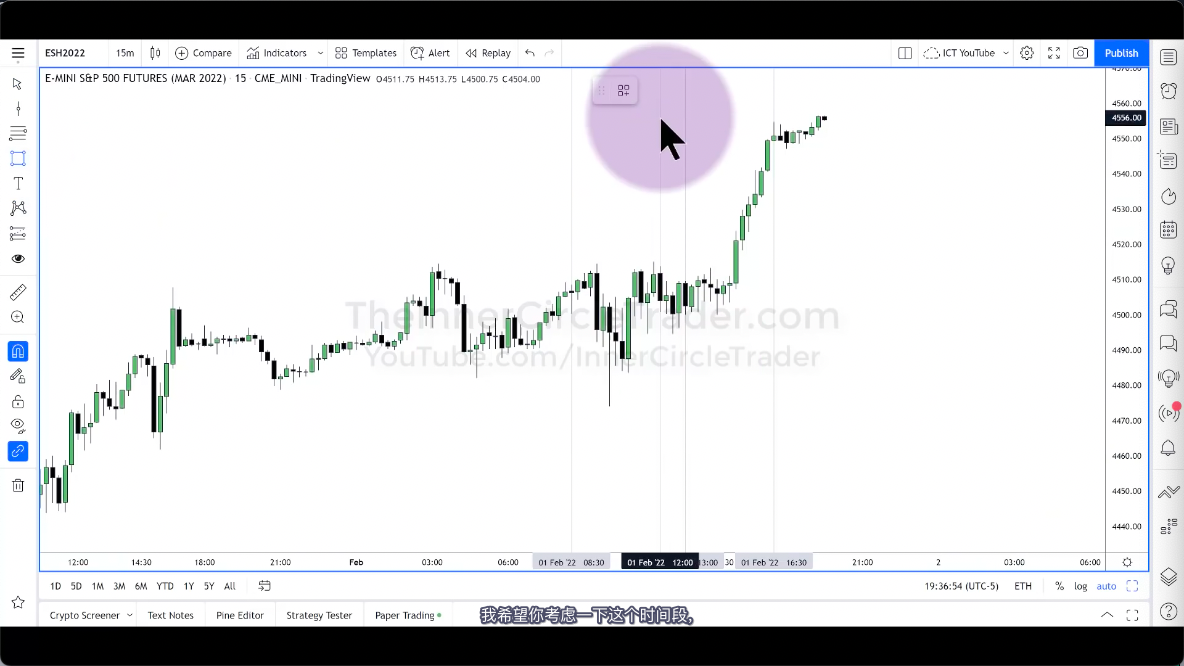 ESH2022 15m Compare Indicators Templates Alert Replay ICT YouTube Publish
E-MINI S&P 500 FUTURES (MAR 2022) · 15 · CME_MINI · TradingView O4511.75 H4513.75 L4500.75 C4504.00
4570.00
4560.00
4556.00
4550.00
4540.00
4530.00
4520.00
4510.00
4500.00
4490.00
4480.00
4470.00
4460.00
4450.00
4440.00
TheInnerCircleTrader.com
YouTube.com/InnerCircleTrader
12:00 14:30 18:00 21:00 Feb 03:00 06:00 01 Feb '22 08:30 01 Feb '22 12:00 13:00 30 01 Feb '22 16:30 21:00 2 03:00 06:00
1D 5D 1M 3M 6M YTD 1Y 5Y All 19:36:54 (UTC-5) ETH % log auto
Crypto Screener Text Notes Pine Editor Strategy Tester Paper Trading
我希望你考虑一下这个时间段,